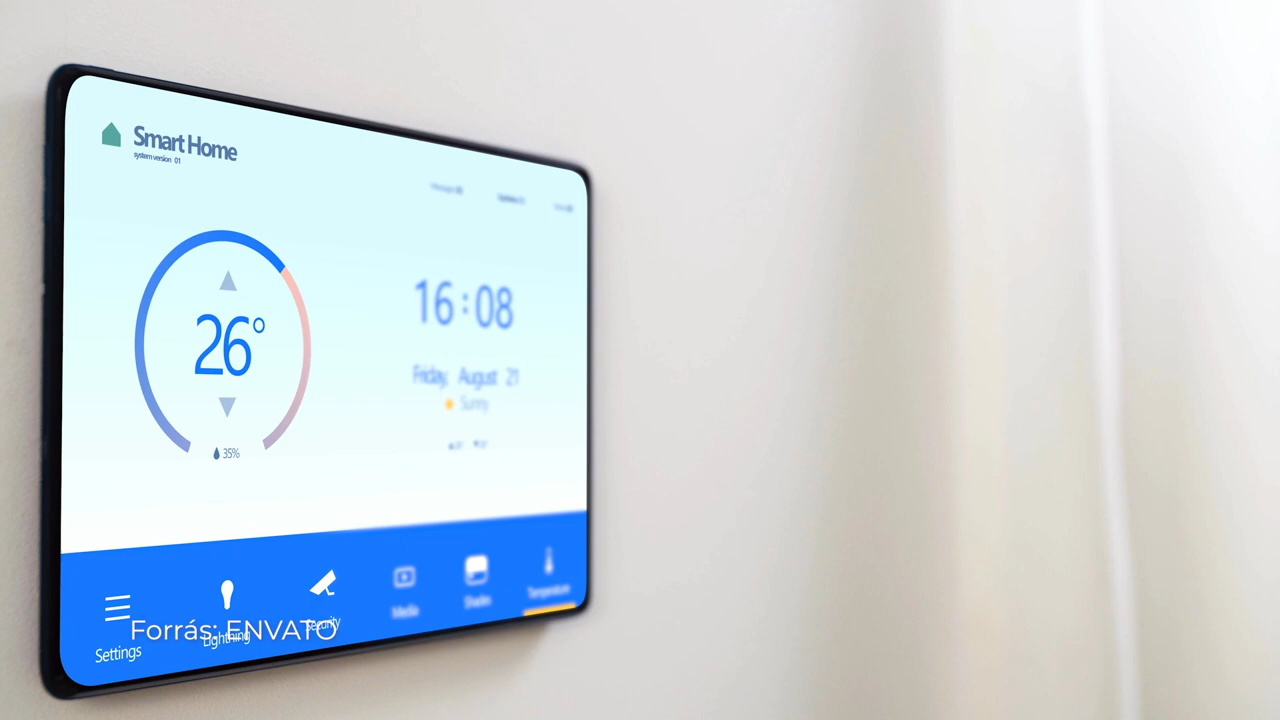 Smart Home
system version 01
26°
35%
16:08
Friday, August 21
Sunny
Settings
Lightning
Security
Media
Shades
Temperature
Forrás: ENVATO